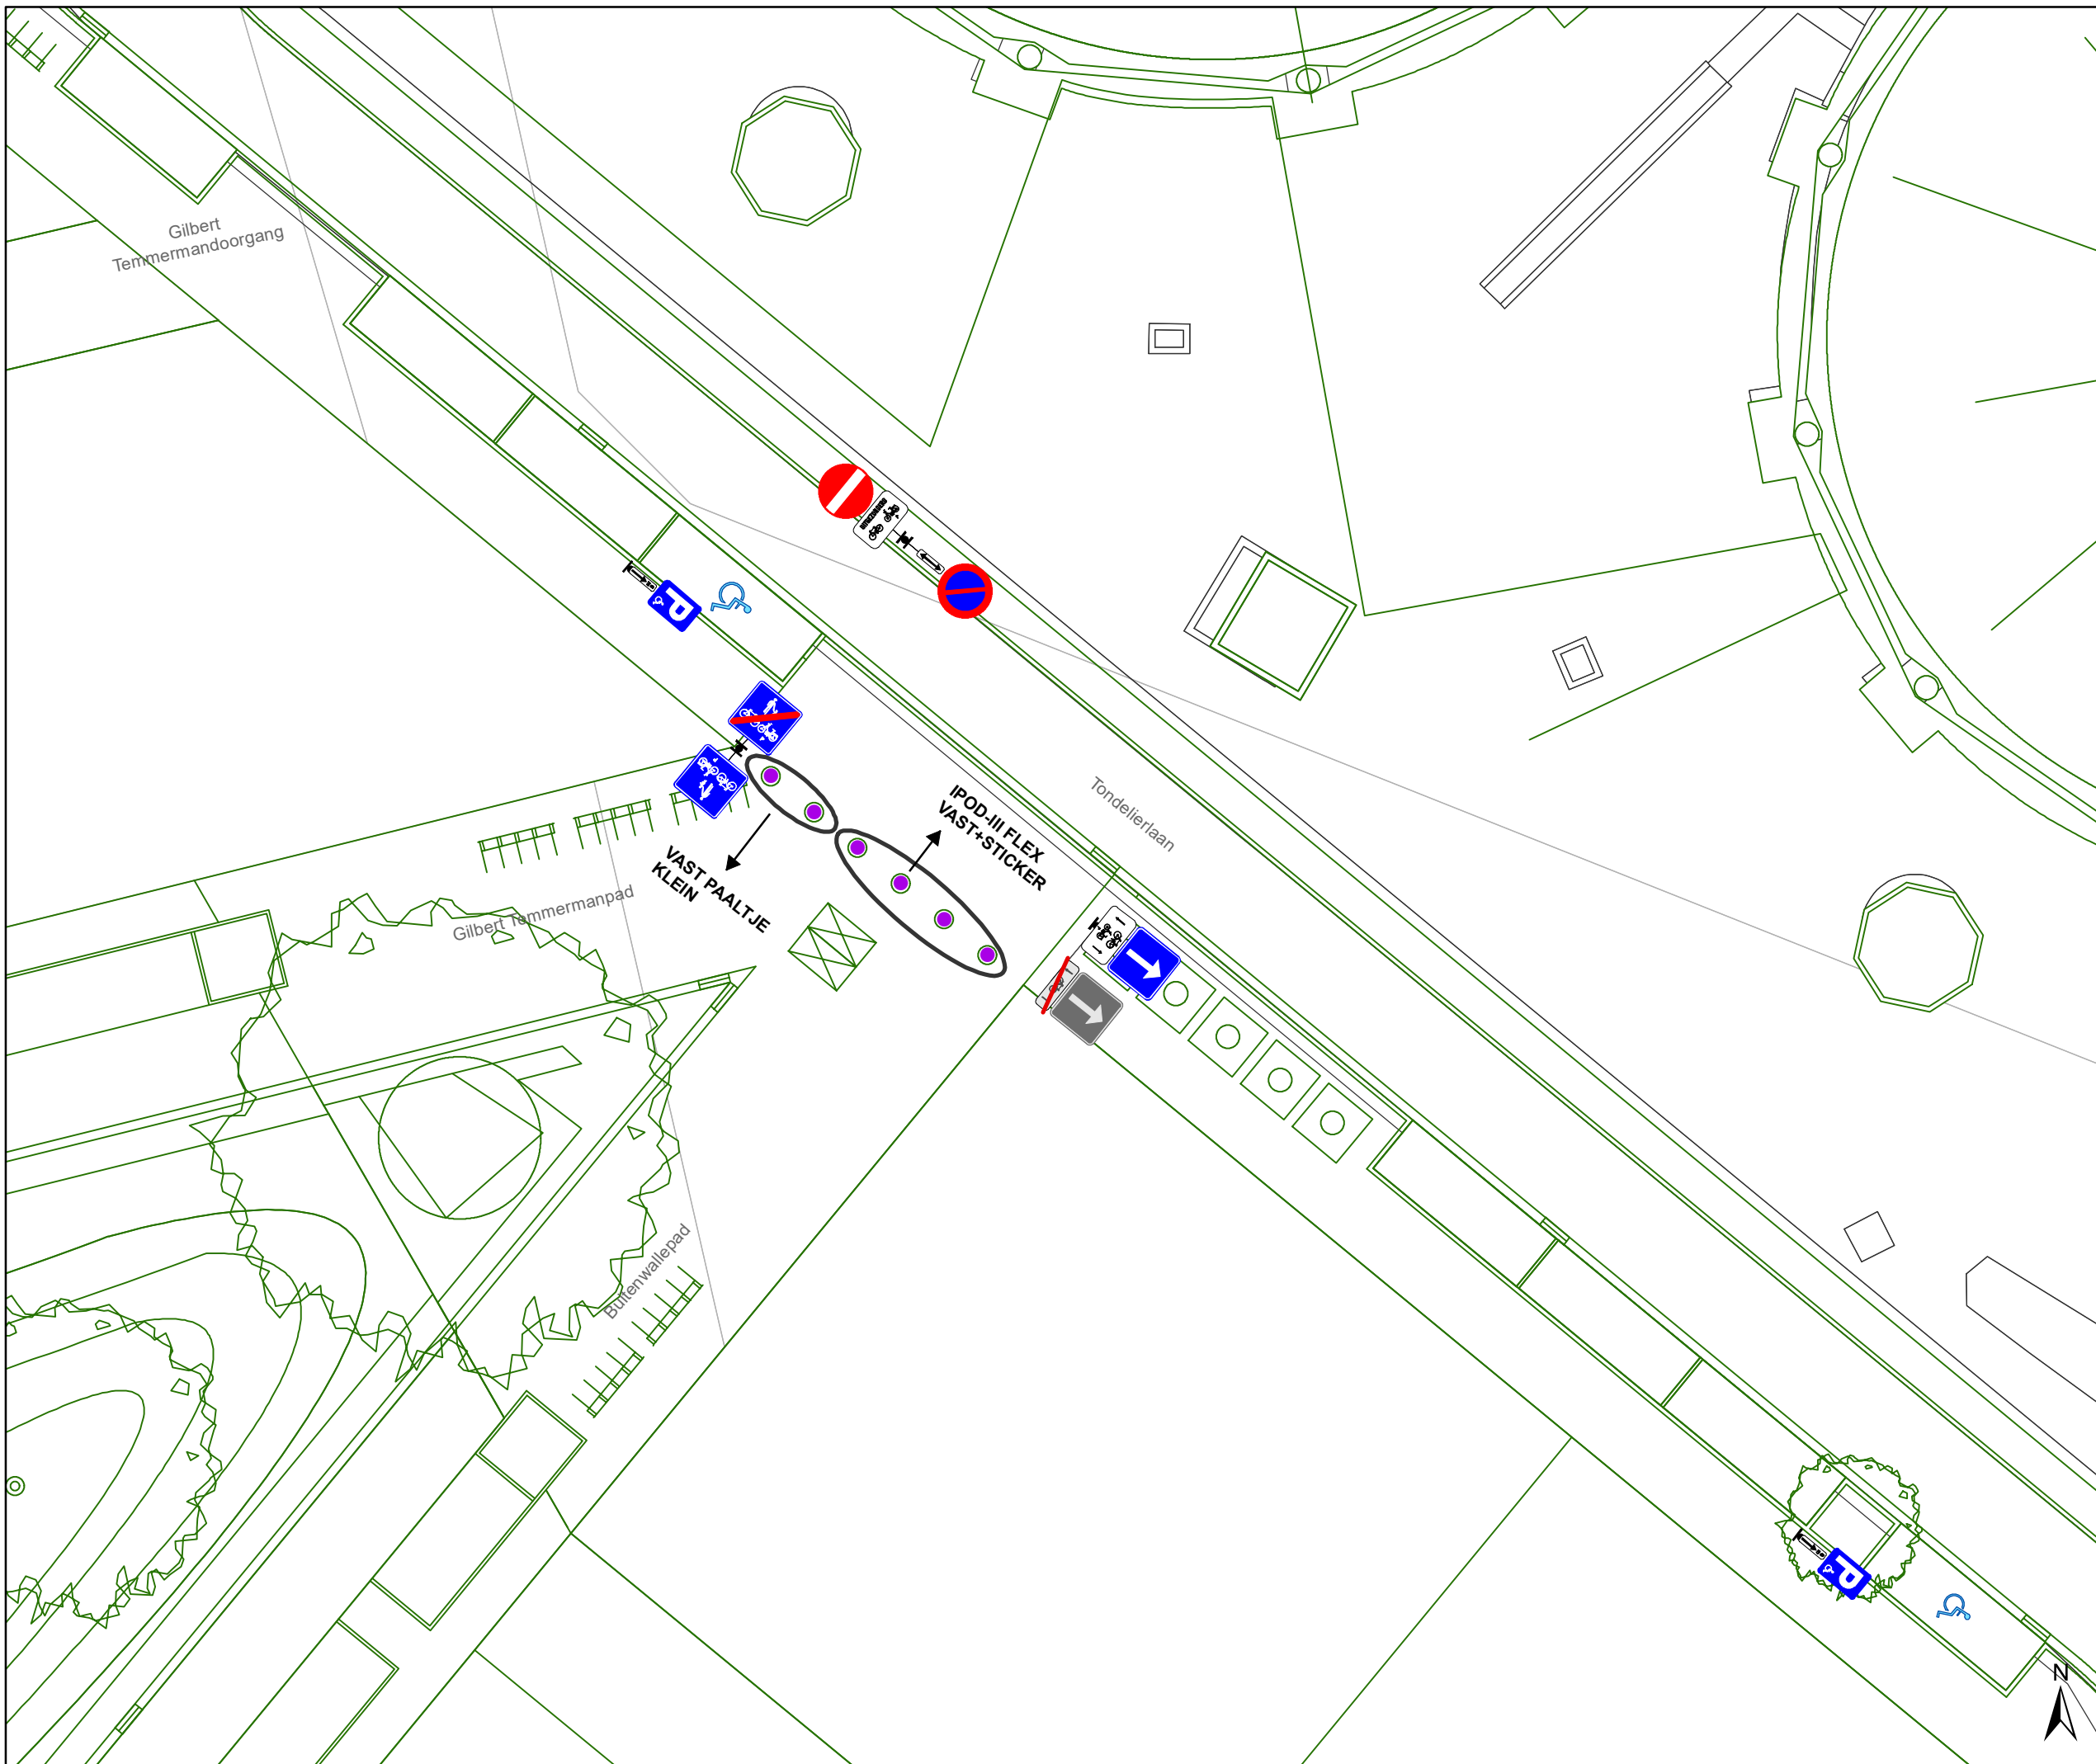 Gilbert
Temmermandoorgang
P
Tondelierlaan
IPOD-III FLEX
VAST+STICKER
VAST PAALTJE
KLEIN
Gilbert Temmermanpad
Buitenwallepad
P
N